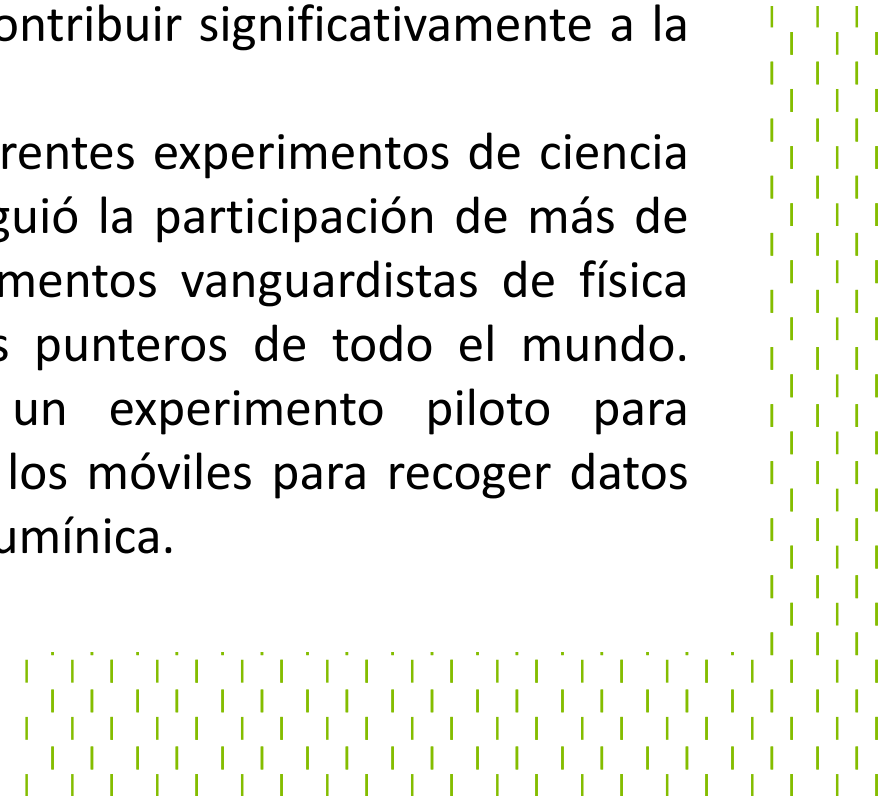 ontribuir significativamente a la
rentes experimentos de ciencia
guió la participación de más de
mentos vanguardistas de física
s punteros de todo el mundo.
un experimento piloto para
los móviles para recoger datos
umínica.